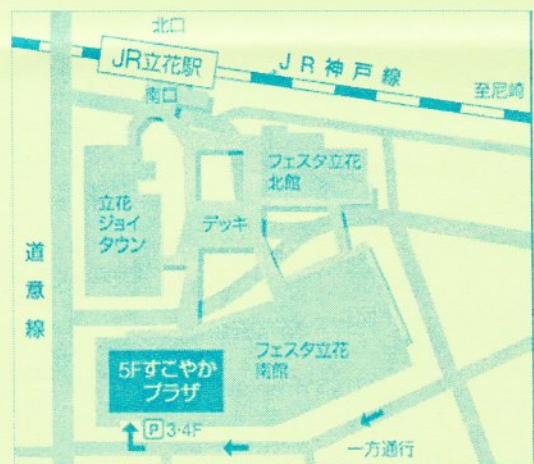 北口
JR立花駅
JR神戸線
至尼崎
南口
フェスタ立花
北館
立花
ジョイ
タウン
デッキ
道意線
フェスタ立花
南館
5Fすこやか
プラザ
P3・4F
一方通行